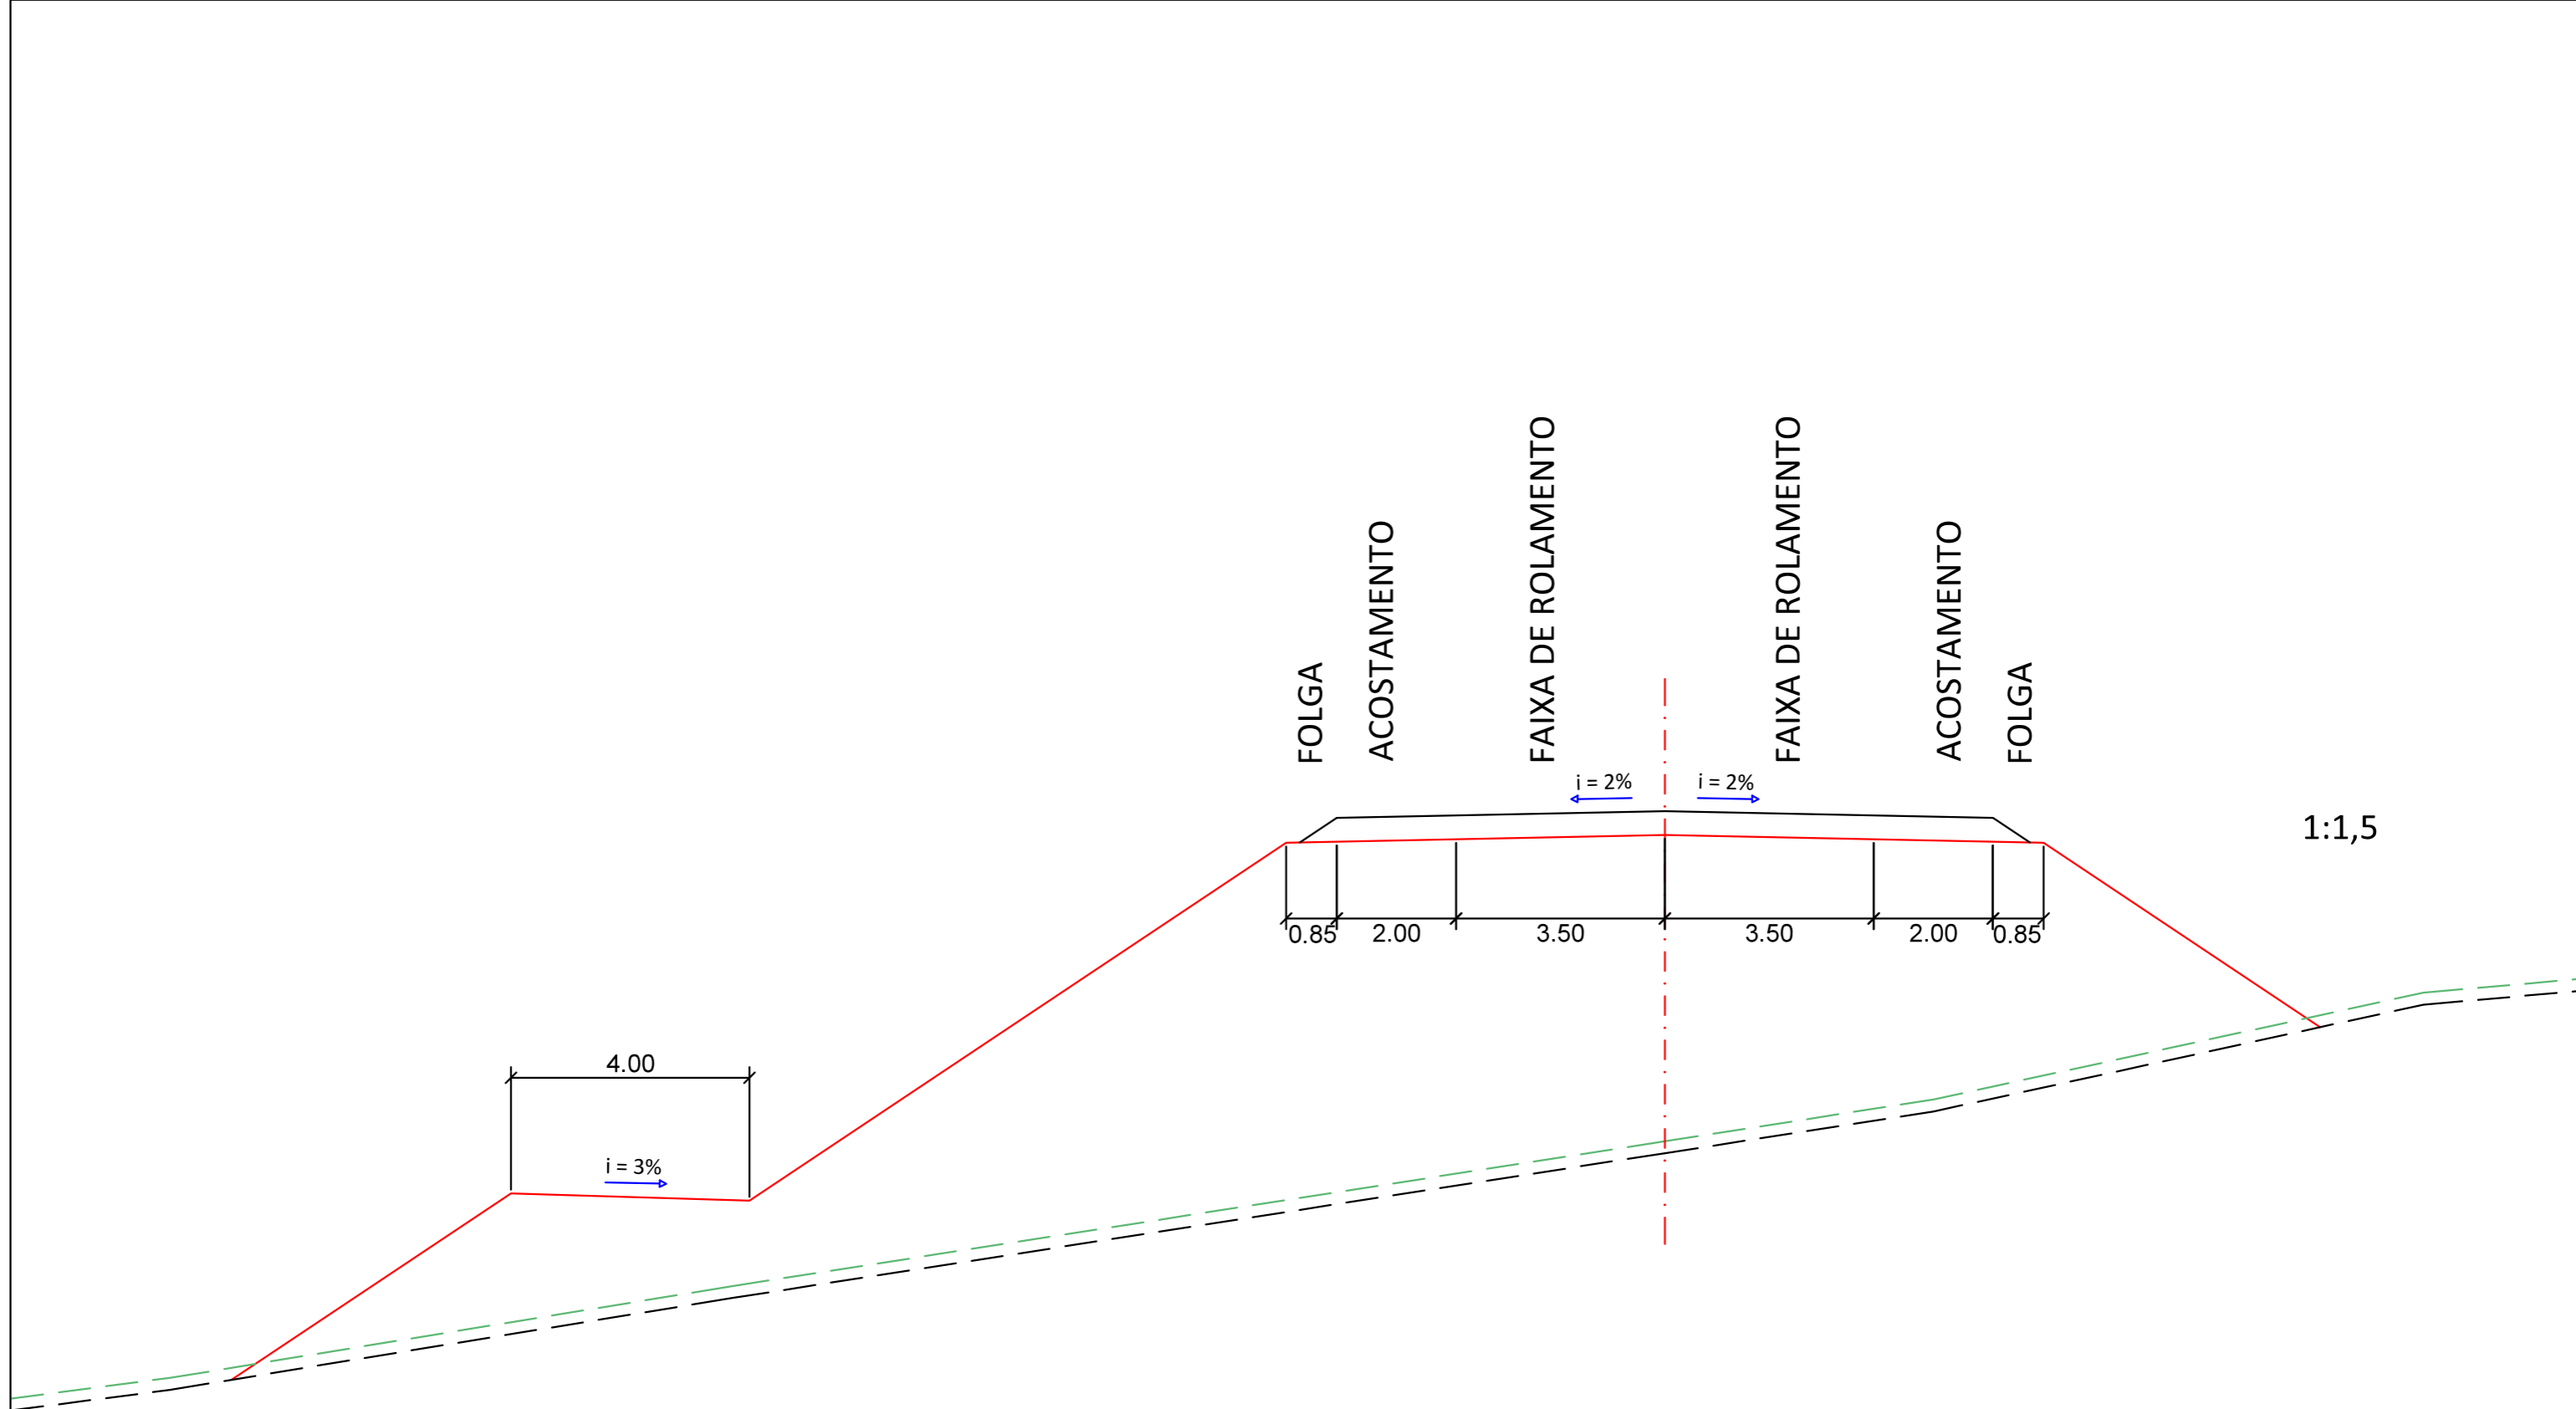 FOLGA
ACOSTAMENTO
FAIXA DE ROLAMENTO
FAIXA DE ROLAMENTO
ACOSTAMENTO
FOLGA
i = 2%
i = 2%
1:1,5
0.85
2.00
3.50
3.50
2.00
0.85
4.00
i = 3%